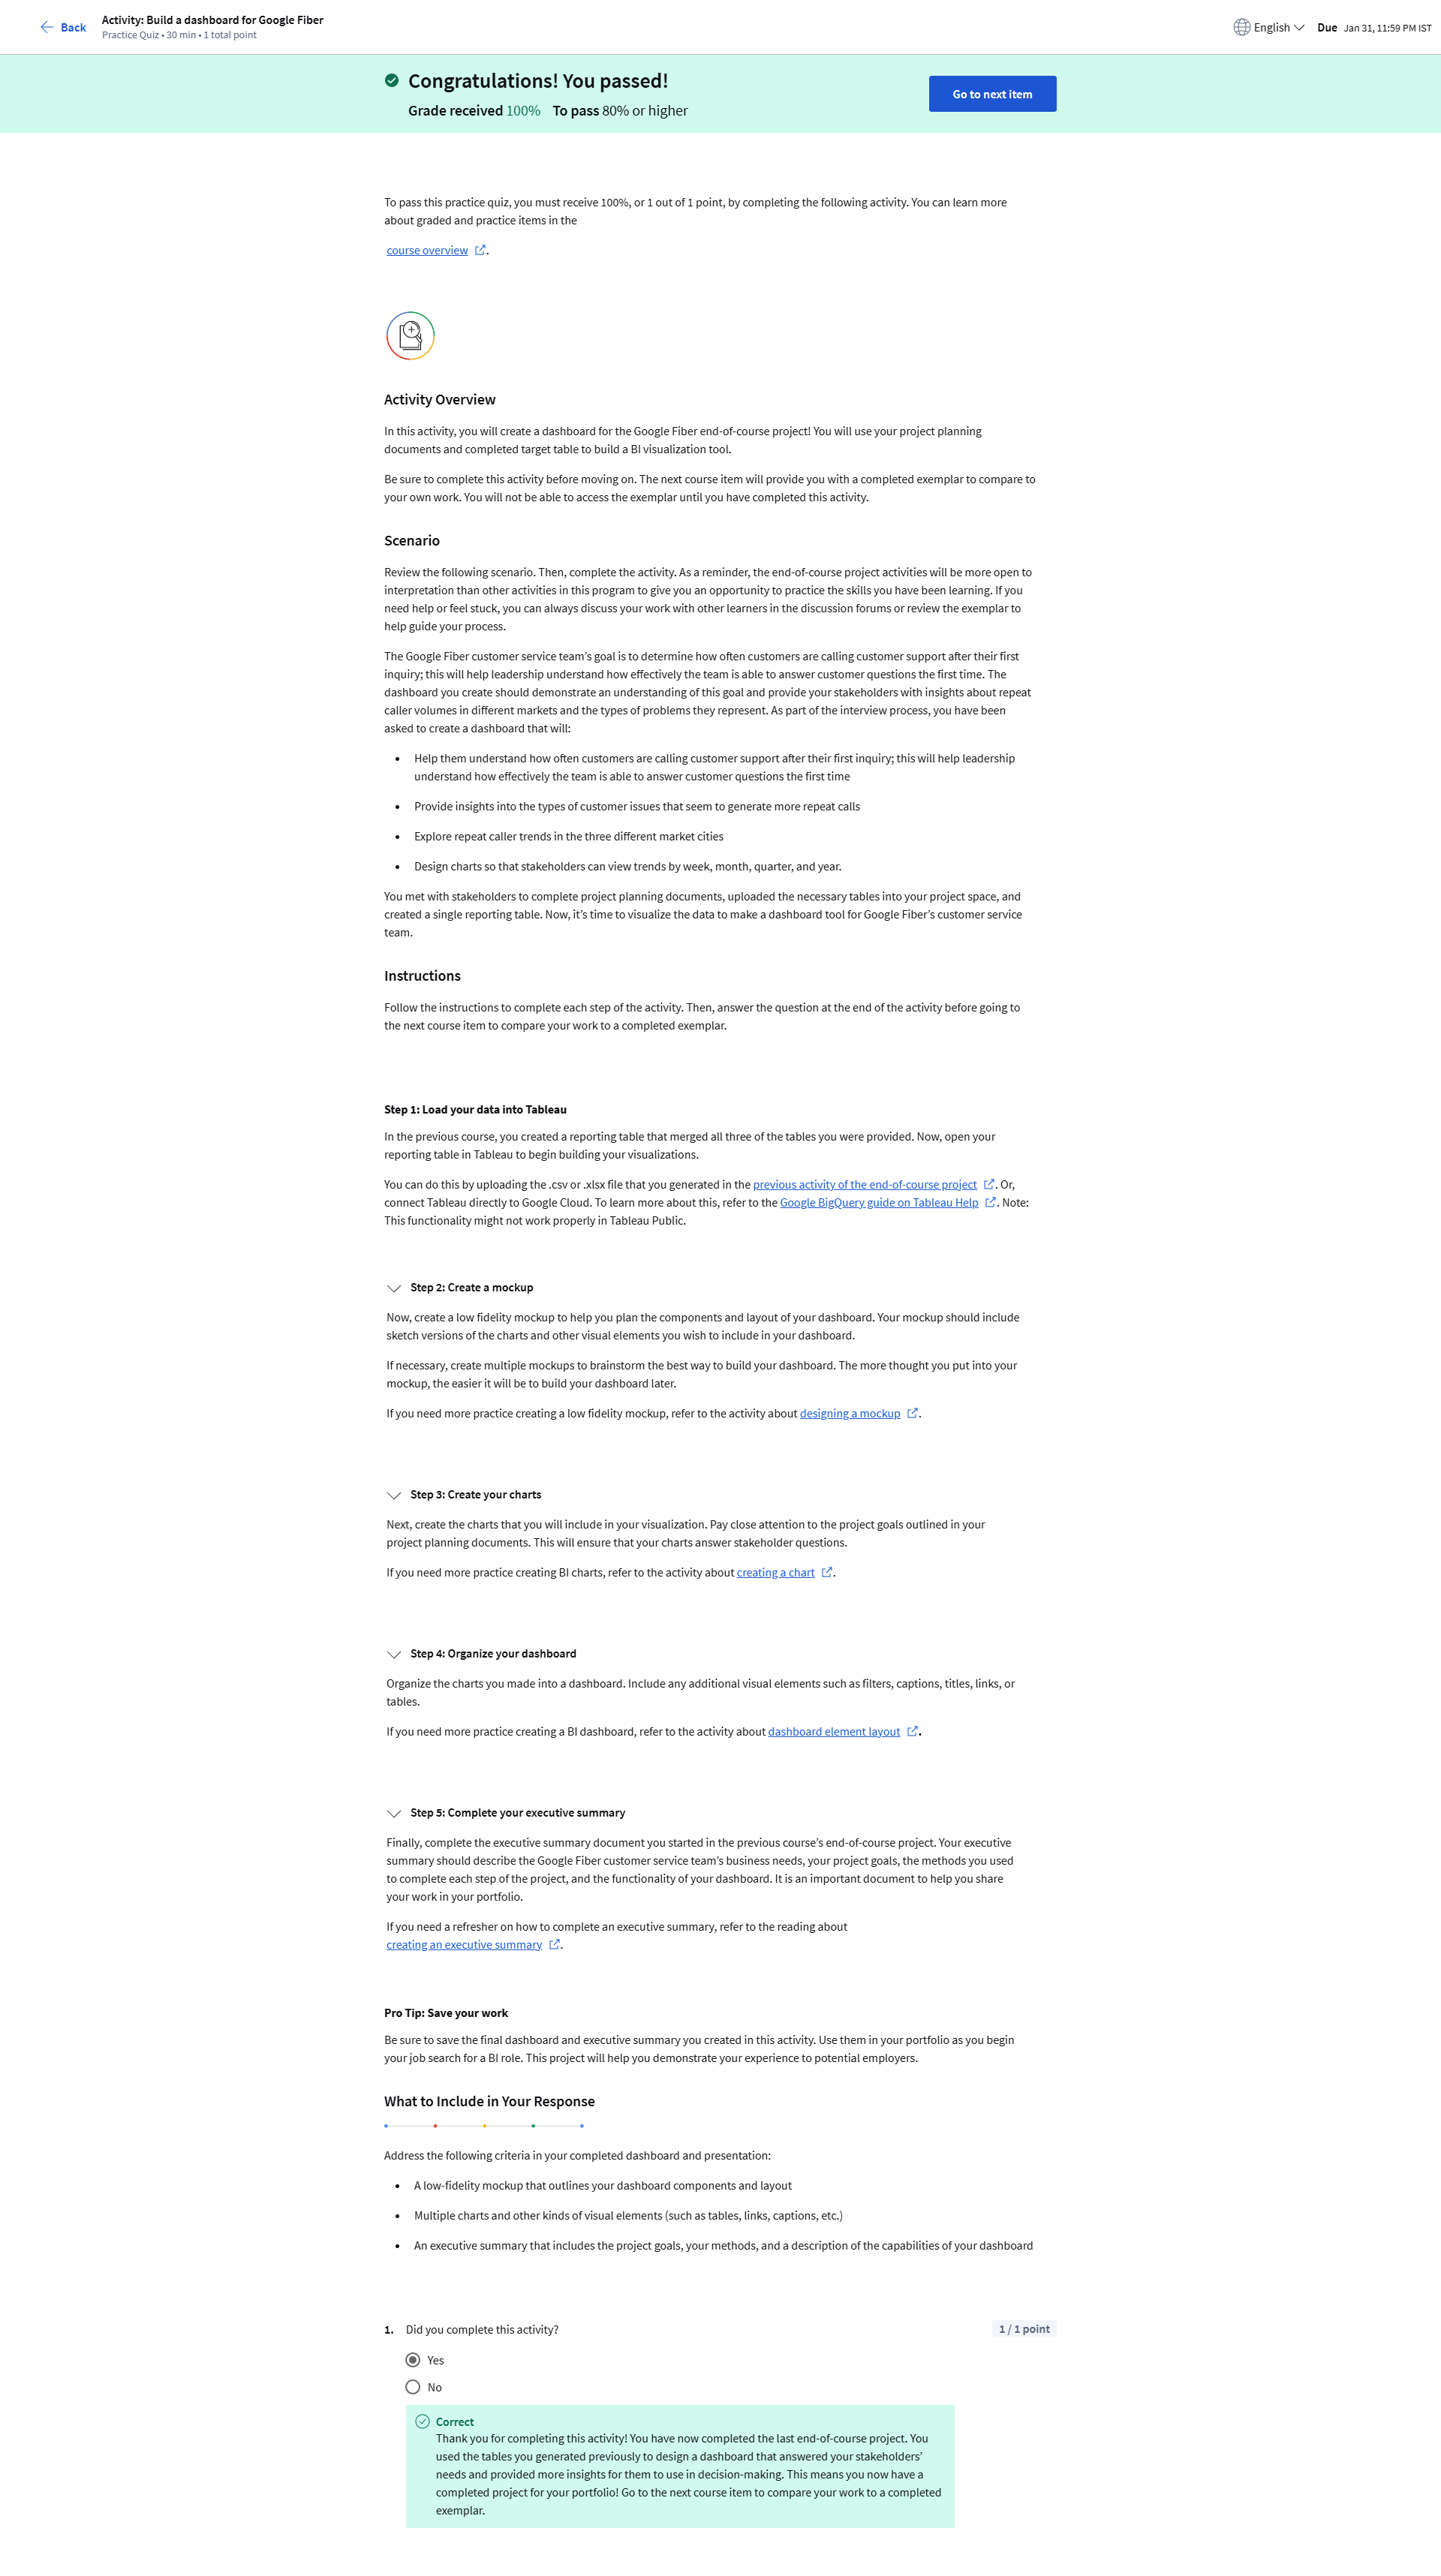 Back
Activity: Build a dashboard for Google Fiber
Practice Quiz • 30 min • 1 total point
English
Due Jan 31, 11:59 PM IST
Congratulations! You passed!
Grade received 100% To pass 80% or higher
Go to next item
To pass this practice quiz, you must receive 100%, or 1 out of 1 point, by completing the following activity. You can learn more
about graded and practice items in the
course overview .
Activity Overview
In this activity, you will create a dashboard for the Google Fiber end-of-course project! You will use your project planning
documents and completed target table to build a BI visualization tool.
Be sure to complete this activity before moving on. The next course item will provide you with a completed exemplar to compare to
your own work. You will not be able to access the exemplar until you have completed this activity.
Scenario
Review the following scenario. Then, complete the activity. As a reminder, the end-of-course project activities will be more open to
interpretation than other activities in this program to give you an opportunity to practice the skills you have been learning. If you
need help or feel stuck, you can always discuss your work with other learners in the discussion forums or review the exemplar to
help guide your process.
The Google Fiber customer service team’s goal is to determine how often customers are calling customer support after their first
inquiry; this will help leadership understand how effectively the team is able to answer customer questions the first time. The
dashboard you create should demonstrate an understanding of this goal and provide your stakeholders with insights about repeat
caller volumes in different markets and the types of problems they represent. As part of the interview process, you have been
asked to create a dashboard that will:
• Help them understand how often customers are calling customer support after their first inquiry; this will help leadership
understand how effectively the team is able to answer customer questions the first time
• Provide insights into the types of customer issues that seem to generate more repeat calls
• Explore repeat caller trends in the three different market cities
• Design charts so that stakeholders can view trends by week, month, quarter, and year.
You met with stakeholders to complete project planning documents, uploaded the necessary tables into your project space, and
created a single reporting table. Now, it’s time to visualize the data to make a dashboard tool for Google Fiber’s customer service
team.
Instructions
Follow the instructions to complete each step of the activity. Then, answer the question at the end of the activity before going to
the next course item to compare your work to a completed exemplar.
Step 1: Load your data into Tableau
In the previous course, you created a reporting table that merged all three of the tables you were provided. Now, open your
reporting table in Tableau to begin building your visualizations.
You can do this by uploading the .csv or .xlsx file that you generated in the previous activity of the end-of-course project . Or,
connect Tableau directly to Google Cloud. To learn more about this, refer to the Google BigQuery guide on Tableau Help . Note:
This functionality might not work properly in Tableau Public.
Step 2: Create a mockup
Now, create a low fidelity mockup to help you plan the components and layout of your dashboard. Your mockup should include
sketch versions of the charts and other visual elements you wish to include in your dashboard.
If necessary, create multiple mockups to brainstorm the best way to build your dashboard. The more thought you put into your
mockup, the easier it will be to build your dashboard later.
If you need more practice creating a low fidelity mockup, refer to the activity about designing a mockup .
Step 3: Create your charts
Next, create the charts that you will include in your visualization. Pay close attention to the project goals outlined in your
project planning documents. This will ensure that your charts answer stakeholder questions.
If you need more practice creating BI charts, refer to the activity about creating a chart .
Step 4: Organize your dashboard
Organize the charts you made into a dashboard. Include any additional visual elements such as filters, captions, titles, links, or
tables.
If you need more practice creating a BI dashboard, refer to the activity about dashboard element layout .
Step 5: Complete your executive summary
Finally, complete the executive summary document you started in the previous course’s end-of-course project. Your executive
summary should describe the Google Fiber customer service team’s business needs, your project goals, the methods you used
to complete each step of the project, and the functionality of your dashboard. It is an important document to help you share
your work in your portfolio.
If you need a refresher on how to complete an executive summary, refer to the reading about
creating an executive summary .
Pro Tip: Save your work
Be sure to save the final dashboard and executive summary you created in this activity. Use them in your portfolio as you begin
your job search for a BI role. This project will help you demonstrate your experience to potential employers.
What to Include in Your Response
Address the following criteria in your completed dashboard and presentation:
• A low-fidelity mockup that outlines your dashboard components and layout
• Multiple charts and other kinds of visual elements (such as tables, links, captions, etc.)
• An executive summary that includes the project goals, your methods, and a description of the capabilities of your dashboard
1. Did you complete this activity?
1 / 1 point
Yes
No
Correct
Thank you for completing this activity! You have now completed the last end-of-course project. You
used the tables you generated previously to design a dashboard that answered your stakeholders’
needs and provided more insights for them to use in decision-making. This means you now have a
completed project for your portfolio! Go to the next course item to compare your work to a completed
exemplar.